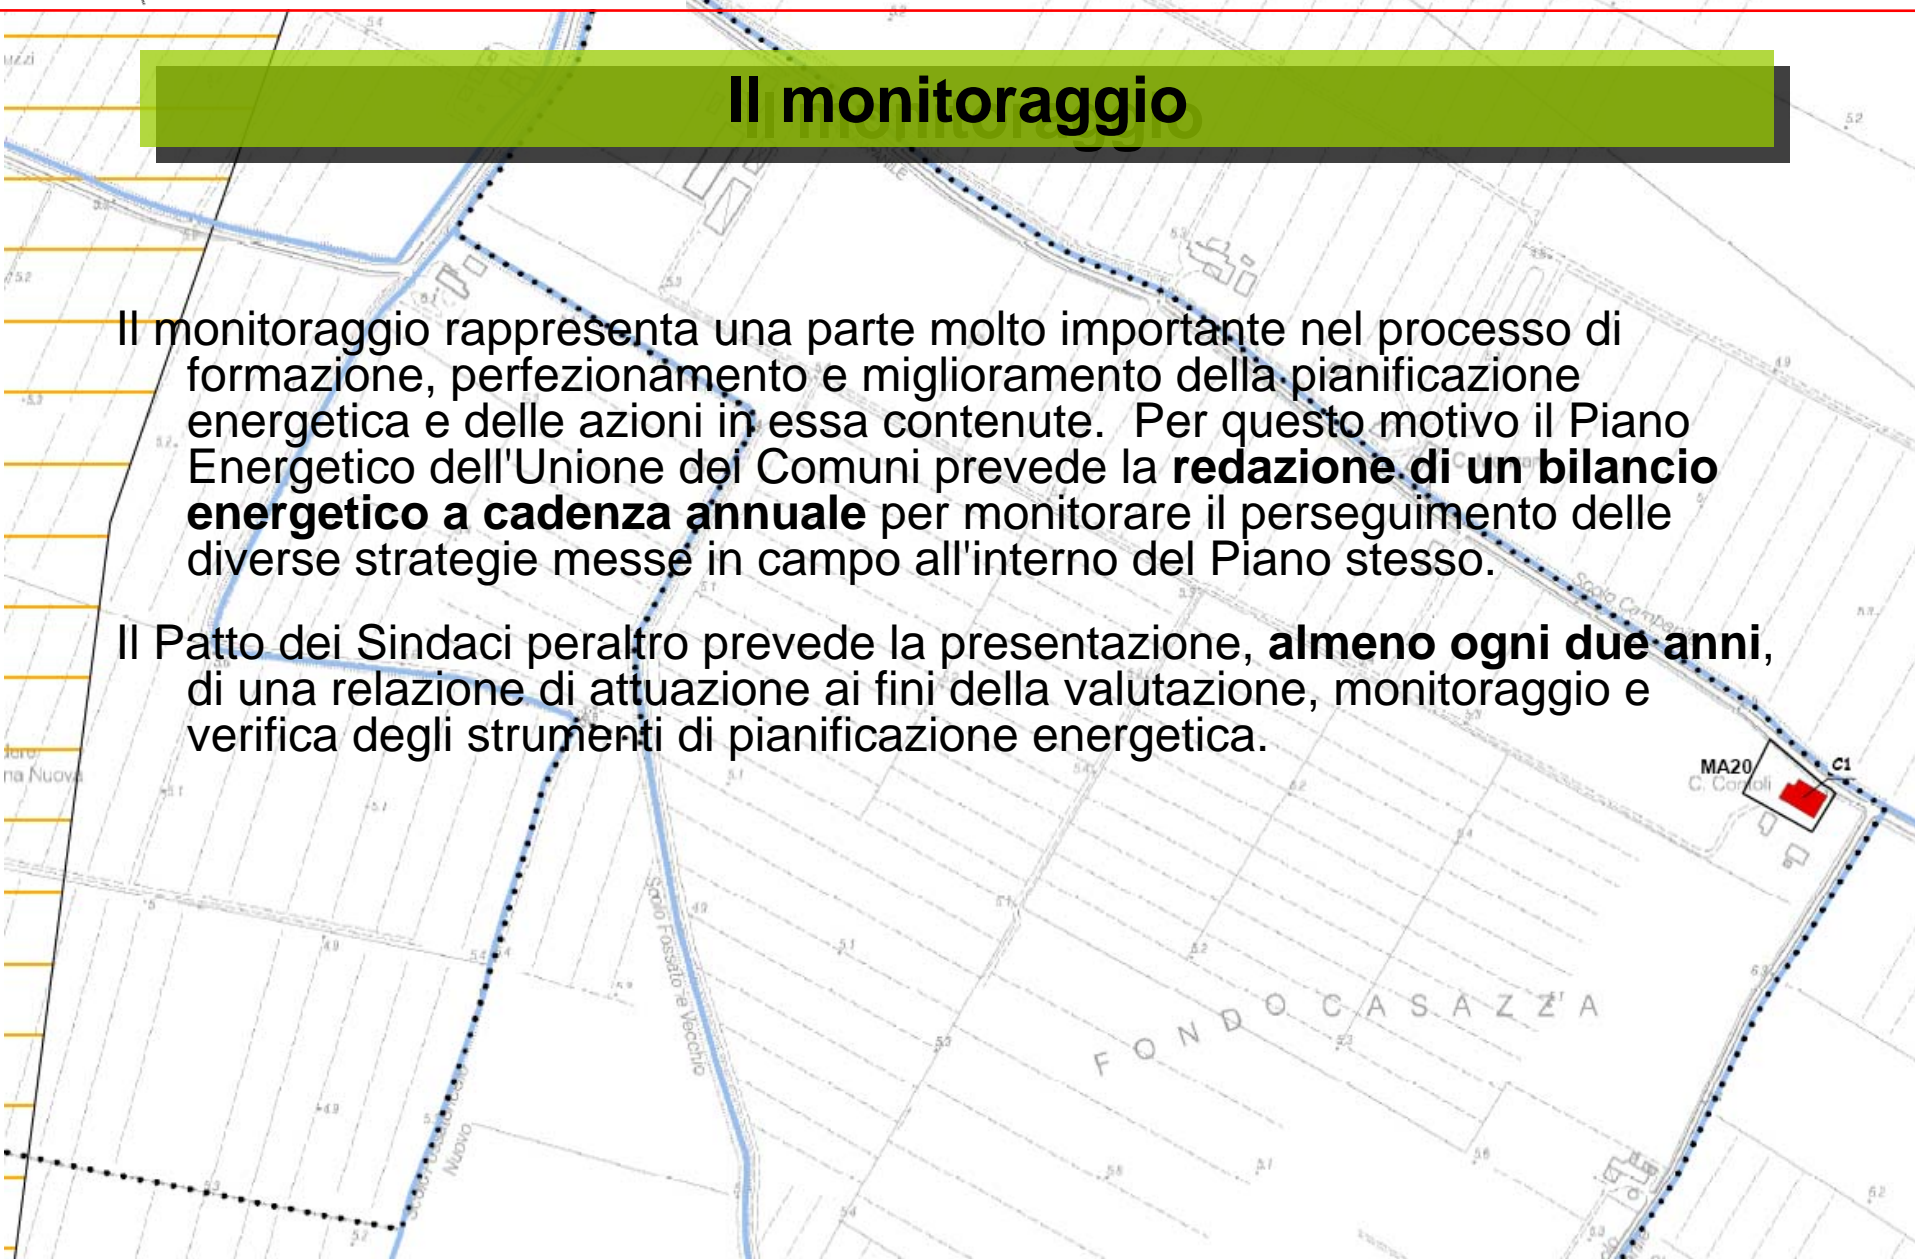 Il monitoraggio
Il monitoraggio rappresenta una parte molto importante nel processo di
formazione, perfezionamento e miglioramento della pianificazione
energetica e delle azioni in essa contenute.  Per questo motivo il Piano
Energetico dell'Unione dei Comuni prevede la redazione di un bilancio
energetico a cadenza annuale per monitorare il perseguimento delle
diverse strategie messe in campo all'interno del Piano stesso.
Il Patto dei Sindaci peraltro prevede la presentazione, almeno ogni due anni,
di una relazione di attuazione ai fini della valutazione, monitoraggio e
verifica degli strumenti di pianificazione energetica.
MA20
C1
C. Contoli
na Nuova
Scolo Fossato
Vecchio
Nuovo
FONDO CASAZZA